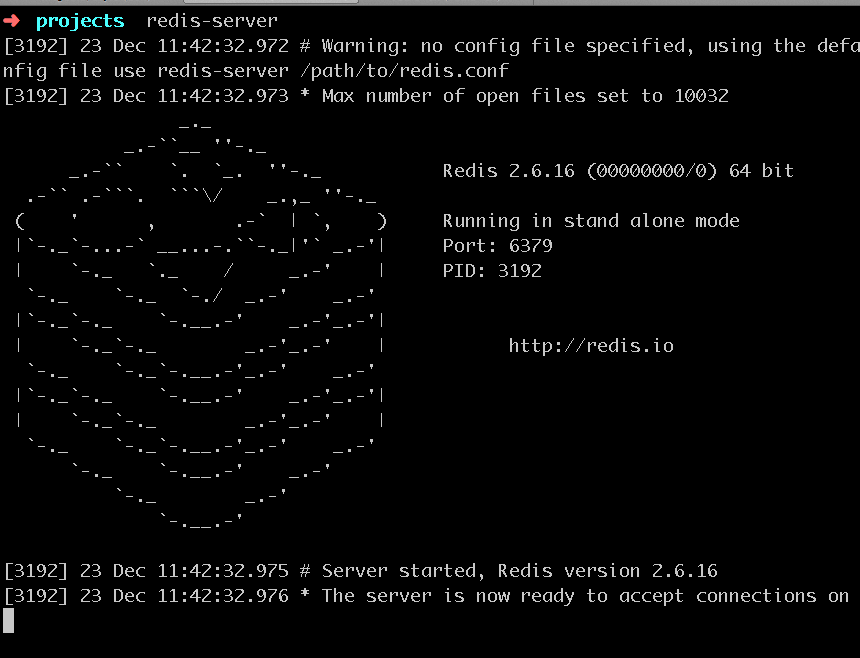 ➜ projects redis-server
[3192] 23 Dec 11:42:32.972 # Warning: no config file specified, using the defa
nfig file use redis-server /path/to/redis.conf
[3192] 23 Dec 11:42:32.973 * Max number of open files set to 10032
Redis 2.6.16 (00000000/0) 64 bit
Running in stand alone mode
Port: 6379
PID: 3192
http://redis.io
[3192] 23 Dec 11:42:32.975 # Server started, Redis version 2.6.16
[3192] 23 Dec 11:42:32.976 * The server is now ready to accept connections on